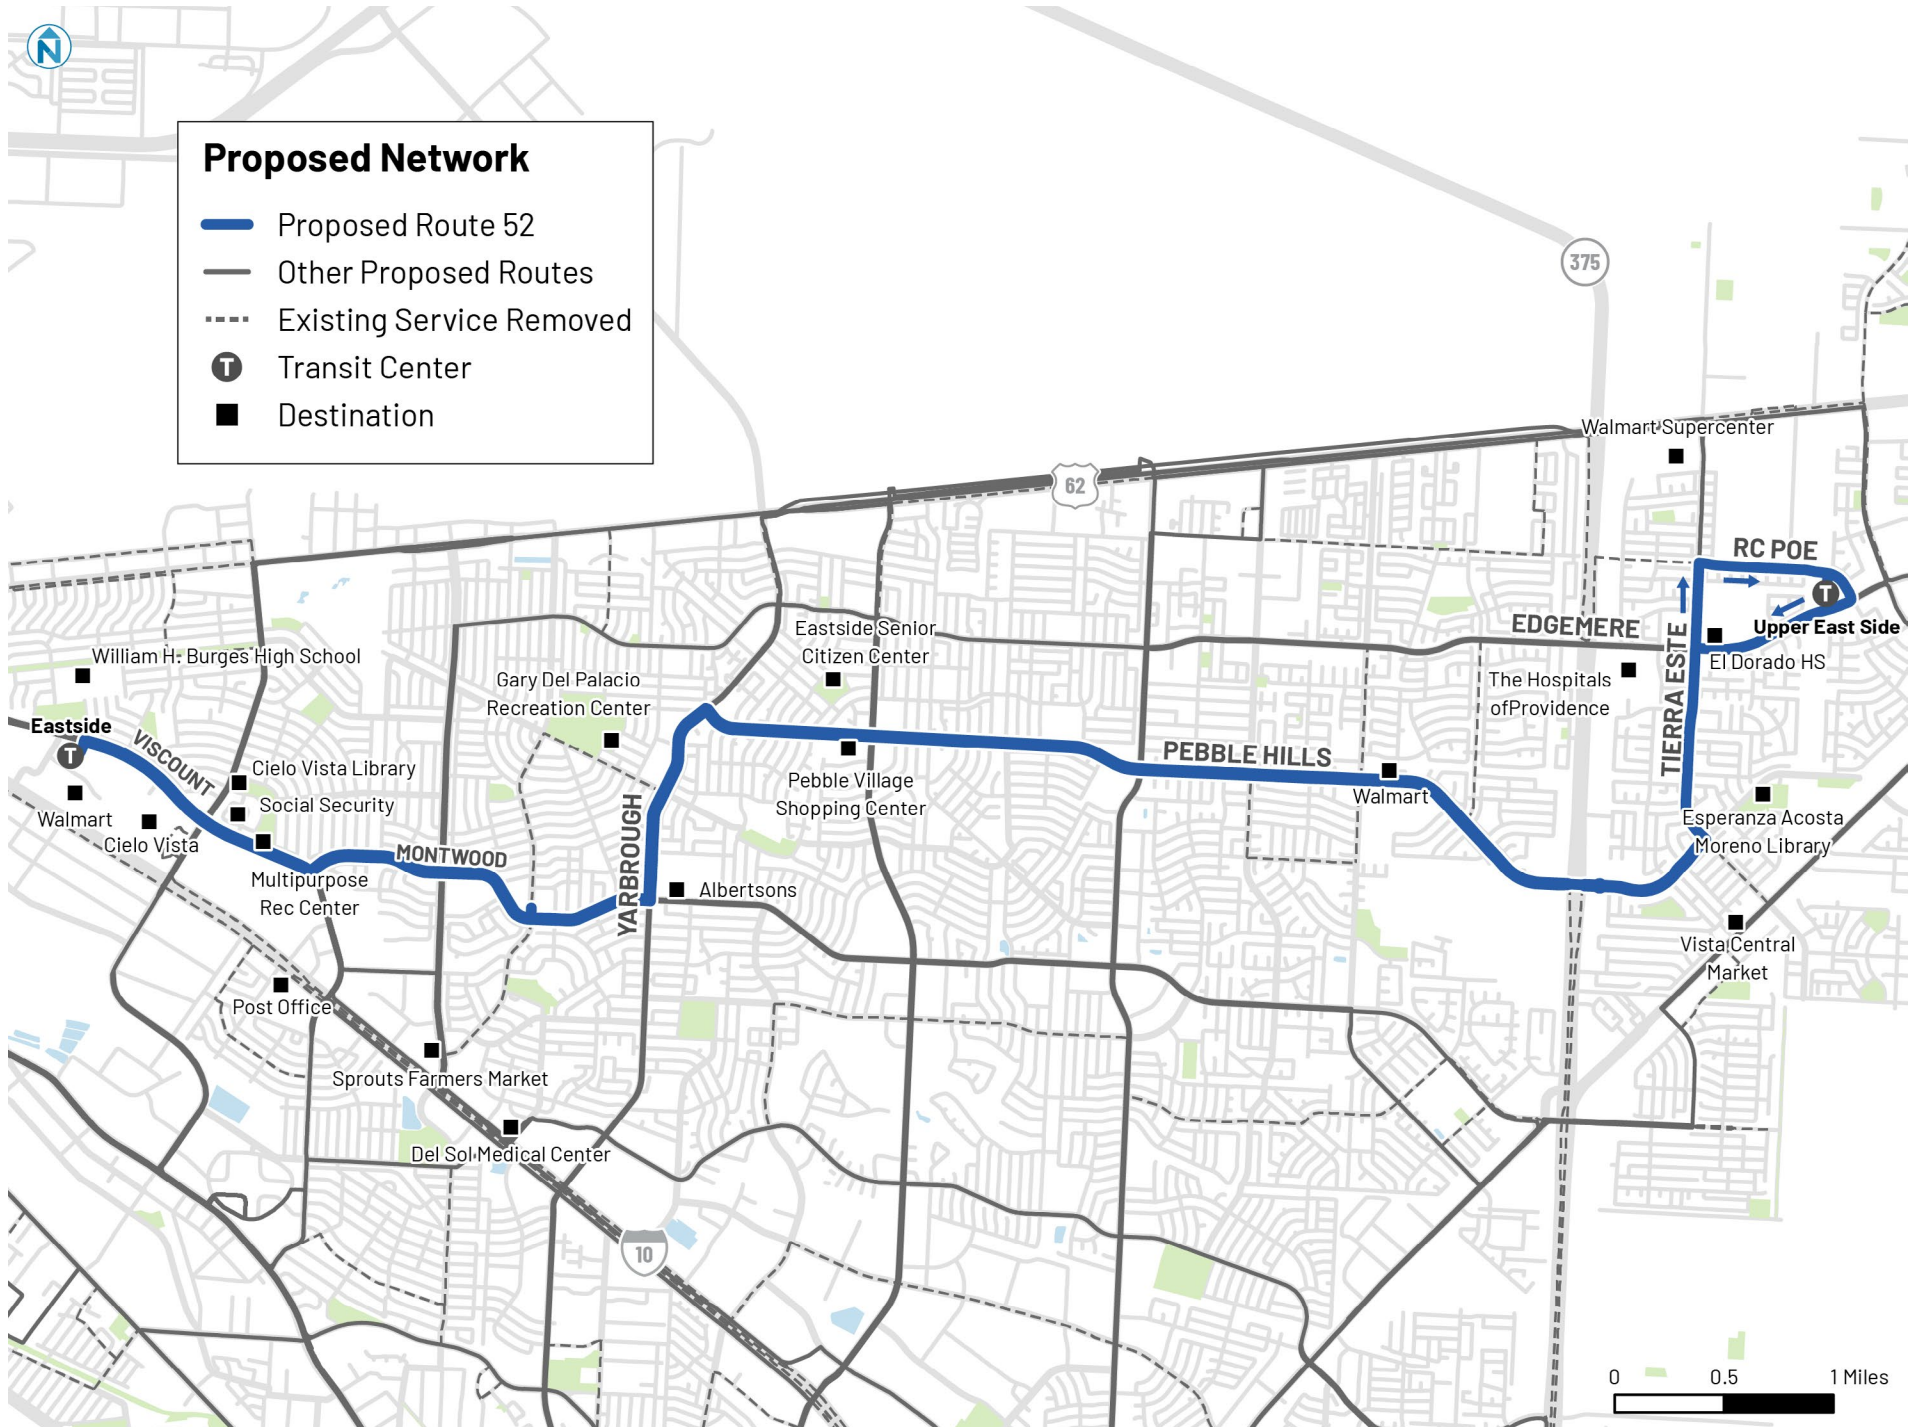 N
Proposed Network
Proposed Route 52
Other Proposed Routes
Existing Service Removed
T
Transit Center
Destination
375
62
Walmart Supercenter
RC POE
T
Upper East Side
EDGEMERE
El Dorado HS
TIERRA ESTE
The Hospitals
ofProvidence
Eastside Senior
Citizen Center
William H. Burges High School
Gary Del Palacio
Recreation Center
Eastside
T
VISCOUNT
Cielo Vista Library
Social Security
Walmart
Cielo Vista
Multipurpose
Rec Center
MONTWOOD
YARBROUGH
Albertsons
Pebble Village
Shopping Center
PEBBLE HILLS
Walmart
Esperanza Acosta
Moreno Library
Vista Central
Market
Post Office
Sprouts Farmers Market
Del Sol Medical Center
10
0 0.5 1 Miles